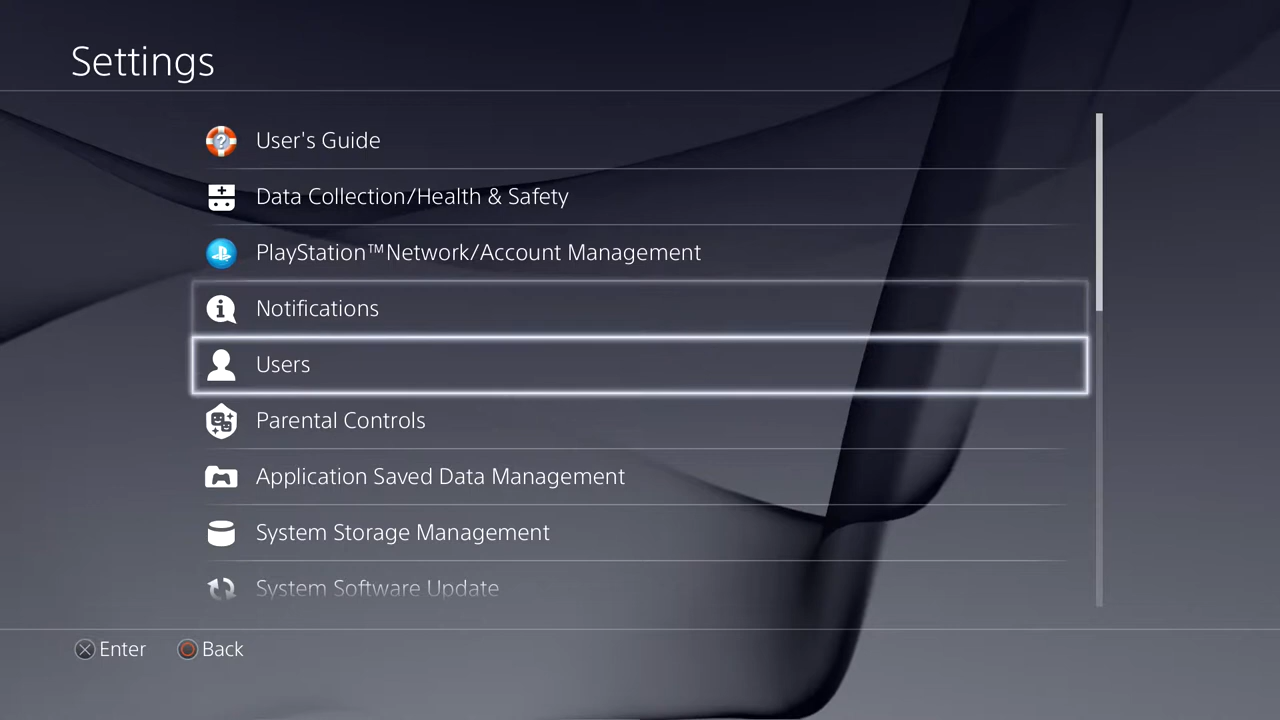 Settings
User's Guide
Data Collection/Health & Safety
PlayStation™Network/Account Management
Notifications
Users
Parental Controls
Application Saved Data Management
System Storage Management
System Software Update
Enter Back